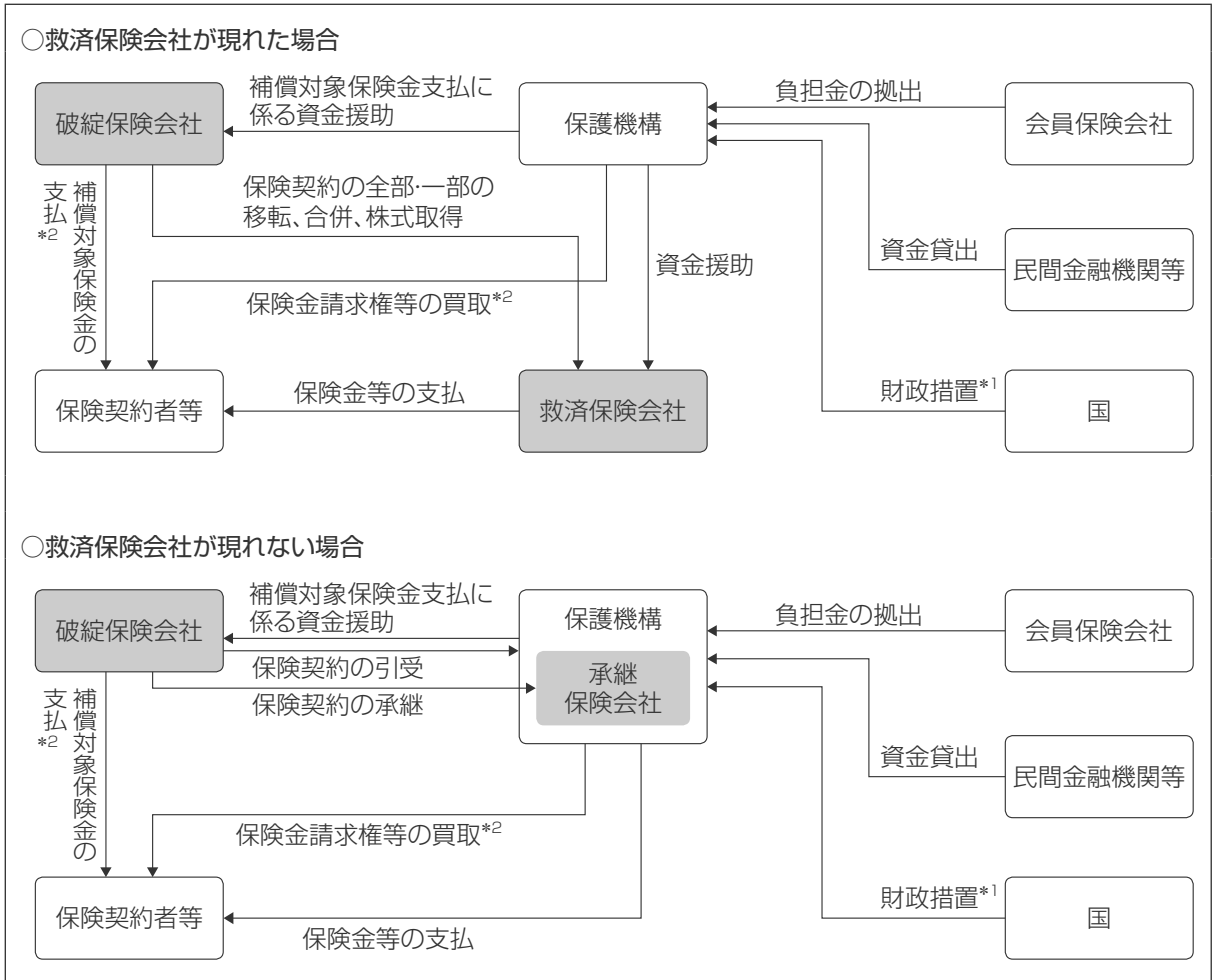 ○救済保険会社が現れた場合
破綻保険会社
補償対象保険金支払に
係る資金援助
保護機構
負担金の拠出
会員保険会社
補償対象保険金の
支払*2
保険契約の全部・一部の
移転、合併、株式取得
資金援助
資金貸出
民間金融機関等
保険金請求権等の買取*2
保険契約者等
保険金等の支払
救済保険会社
財政措置*1
国
○救済保険会社が現れない場合
破綻保険会社
補償対象保険金支払に
係る資金援助
保険契約の引受
保険契約の承継
保護機構
承継
保険会社
負担金の拠出
会員保険会社
補償対象保険金の
支払*2
資金貸出
民間金融機関等
保険金請求権等の買取*2
保険契約者等
保険金等の支払
財政措置*1
国